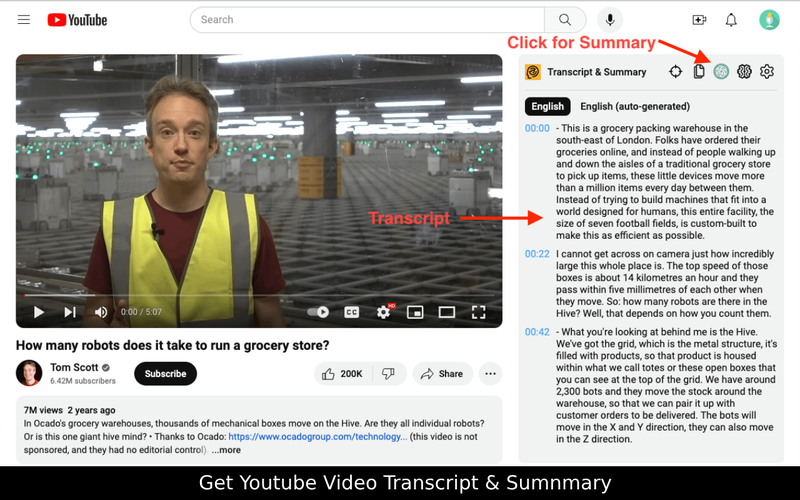 YouTube
Search
Click for Summary
Transcript & Summary
English
English (auto-generated)
00:00
- This is a grocery packing warehouse in the
south-east of London. Folks have ordered their
groceries online, and instead of people walking up
and down the aisles of a traditional grocery store
to pick up items, these little devices move more
than a million items every day between them.
Instead of trying to build machines that fit into a
world designed for humans, this entire facility, the
size of seven football fields, is custom-built to
make this as efficient as possible.
Transcript
00:22
I cannot get across on camera just how incredibly
large this whole place is. The top speed of those
boxes is about 14 kilometres an hour and they
pass within five millimetres of each other when
they move. So: how many robots are there in the
Hive? Well, that depends on how you count them.
00:42
- What you're looking at behind me is the Hive.
We've got the grid, which is the metal structure, it's
filled with products, so that product is housed
within what we call totes or these open boxes that
you can see at the top of the grid. We have around
2,300 bots and they move the stock around the
warehouse, so that we can pair it up with
customer orders to be delivered. The bots will
move in the X and Y direction, they can also move
in the Z direction.
0:00 / 5:07
CC
HD
How many robots does it take to run a grocery store?
Tom Scott
6.42M subscribers
Subscribe
200K
Share
7M views 2 years ago
In Ocado's grocery warehouses, thousands of mechanical boxes move on the Hive. Are they all individual robots?
Or is this one giant hive mind? • Thanks to Ocado: https://www.ocadogroup.com/technology... (this video is not
sponsored, and they had no editorial control). ...more
Get Youtube Video Transcript & Sumnmary